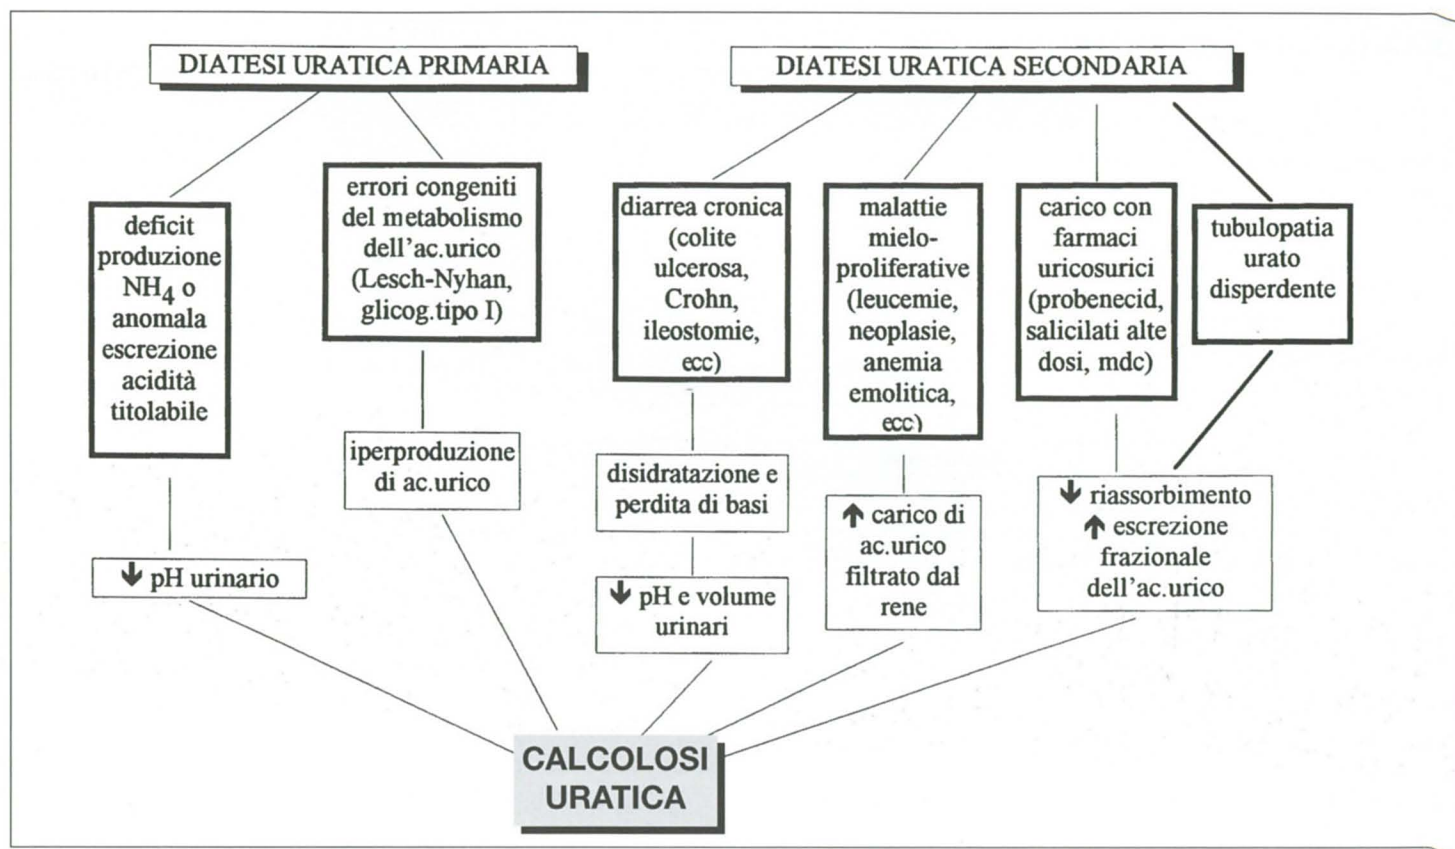 DIATESI URATICA PRIMARIA
DIATESI URATICA SECONDARIA
deficit
produzione
NH4 o
anomala
escrezione
acidità
titolabile
errori congeniti
del metabolismo
dell'ac.urico
(Lesch-Nyhan,
glicog.tipo I)
diarrea cronica
(colite
ulcerosa,
Crohn,
ileostomie,
ecc)
malattie
mielo-
proliferative
(leucemie,
neoplasie,
anemia
emolitica,
ecc)
carico con
farmaci
uricosurici
(probenecid,
salicilati alte
dosi, mdc)
tubulopatia
urato
disperdente
iperproduzione
di ac.urico
disidratazione e
perdita di basi
🡇 riassorbimento
🡅 escrezione
frazionale
dell'ac.urico
🡅 carico di
ac.urico
filtrato dal
rene
🡇 pH urinario
🡇 pH e volume
urinari
CALCOLOSI
URATICA